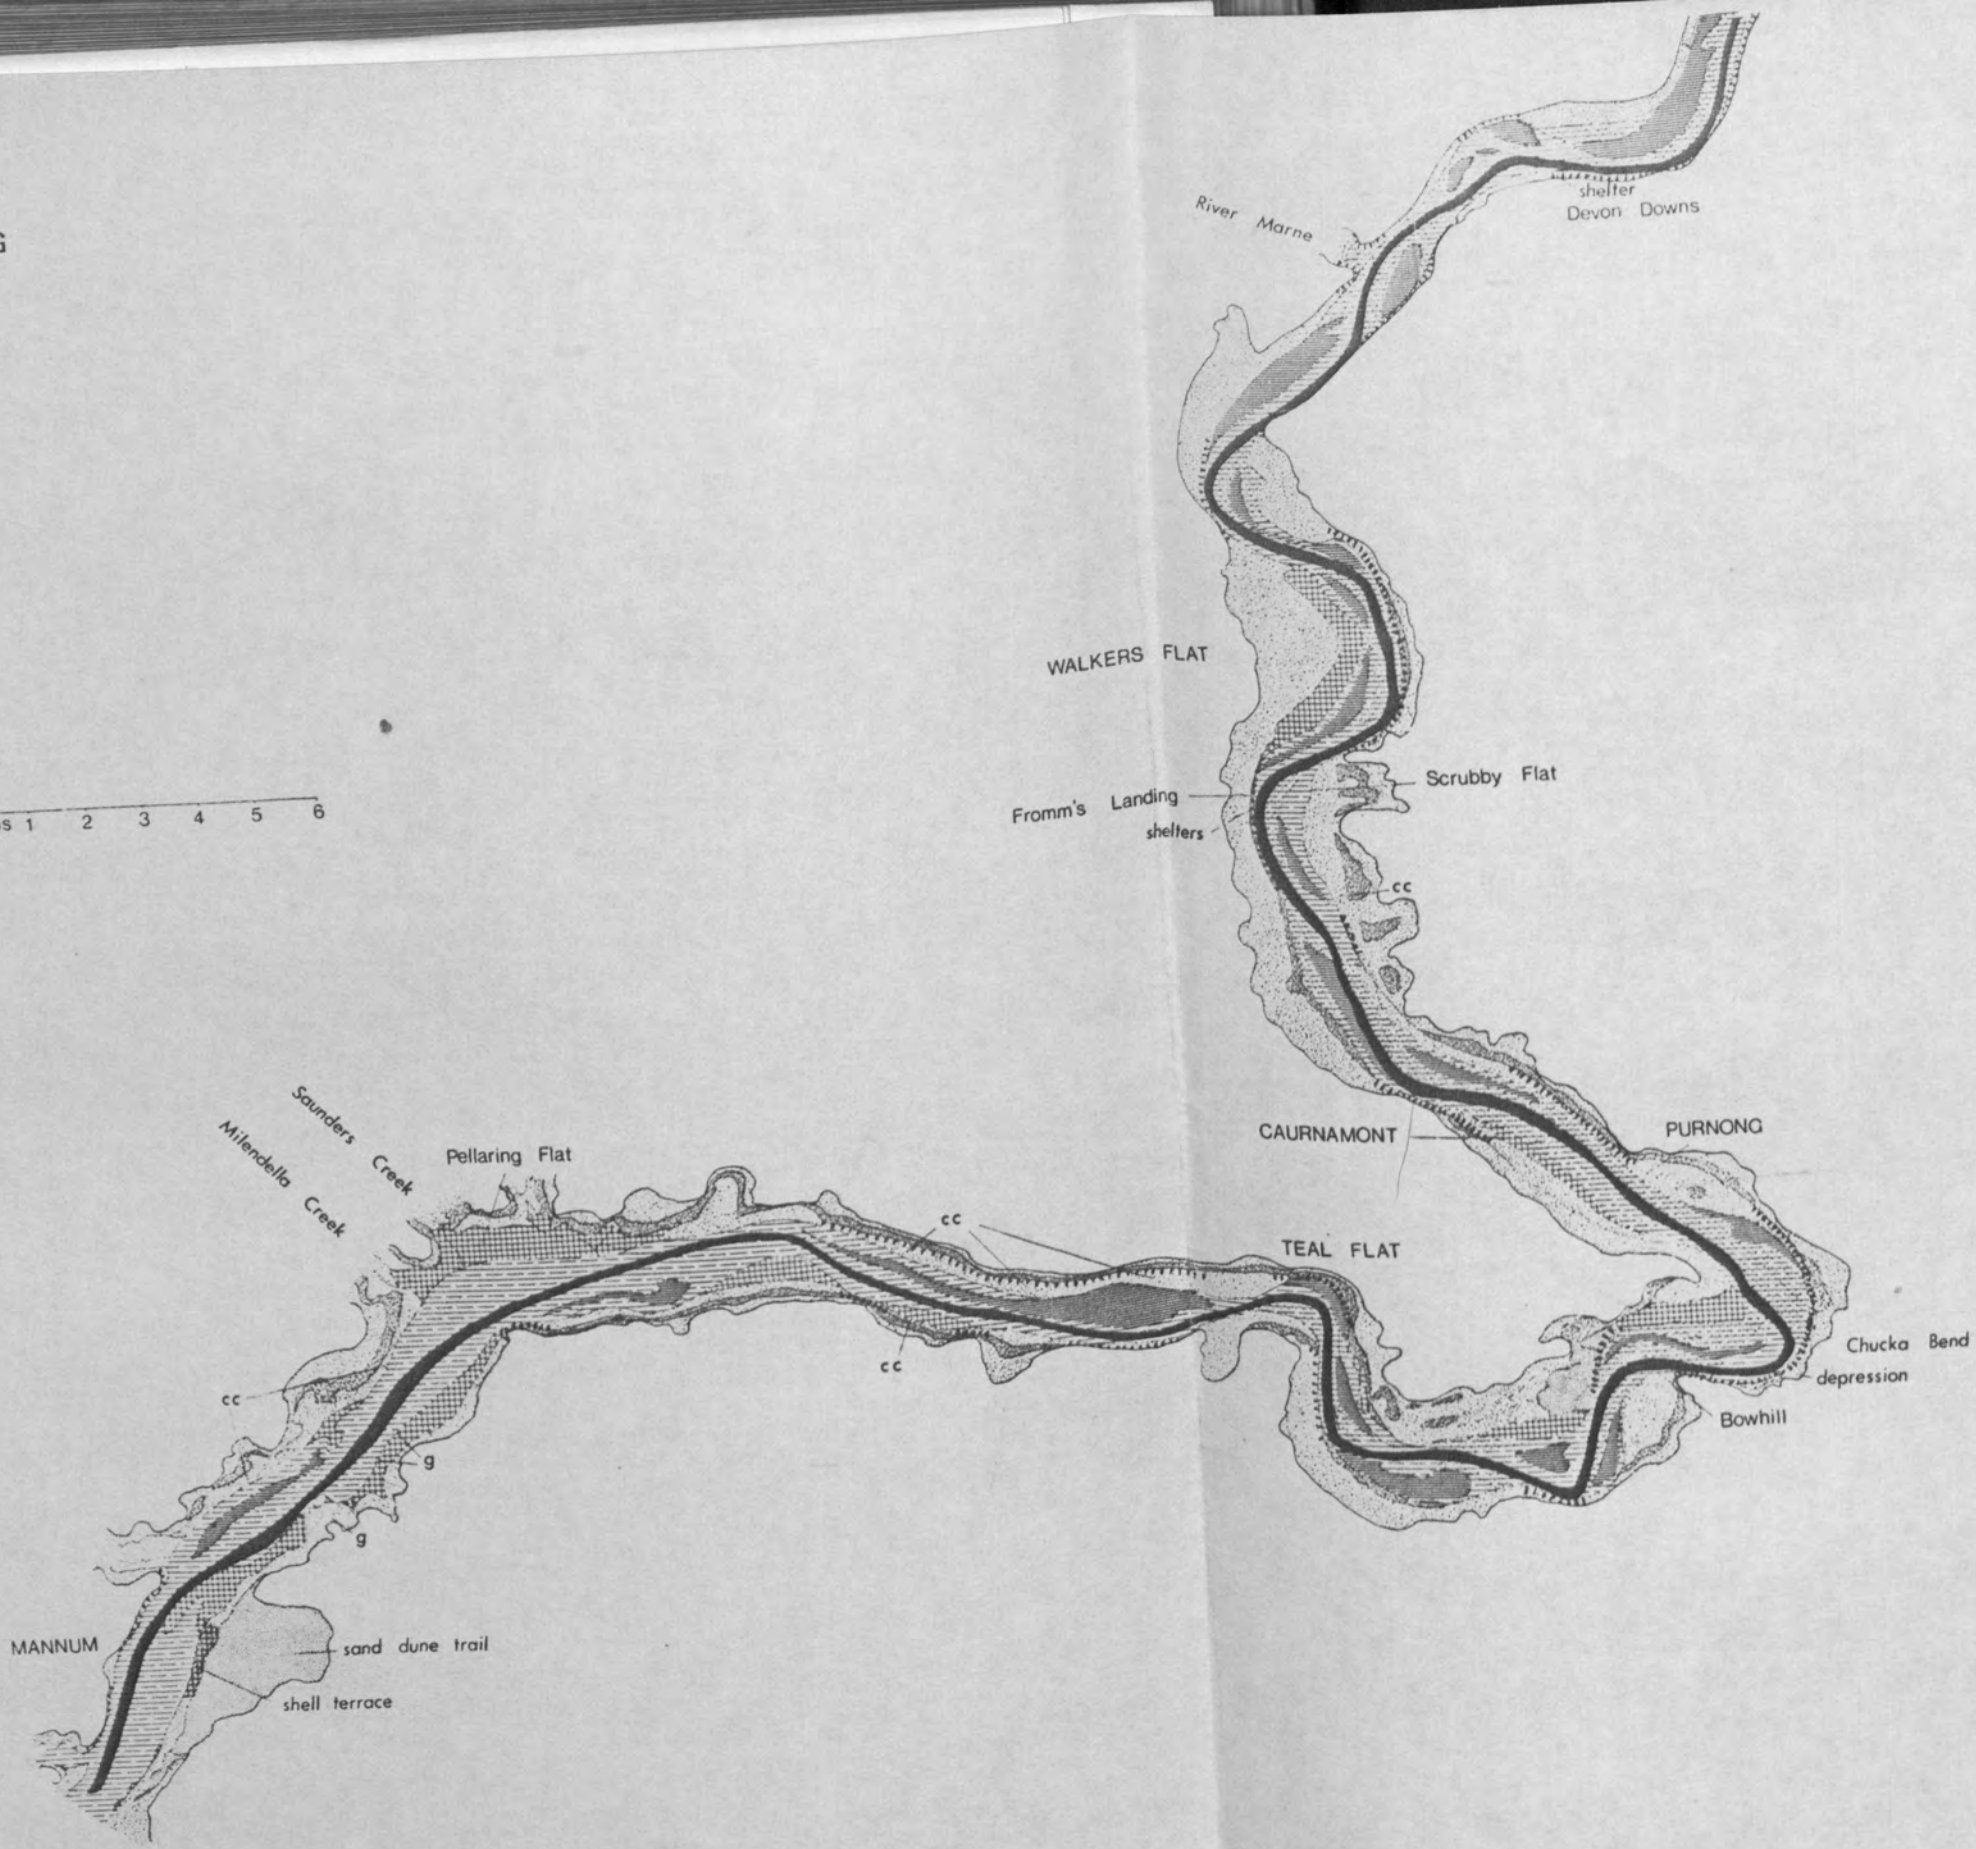 G
shelter
Devon Downs
River Marne
WALKERS FLAT
Scrubby Flat
Fromm's Landing
shelters
1 2 3 4 5 6
cc
CAURNAMONT
PURNONG
Saunders Creek
Milendella Creek
Pellaring Flat
cc
TEAL FLAT
Chucka Bend
depression
cc
cc
Bowhill
g
g
MANNUM
sand dune trail
shell terrace